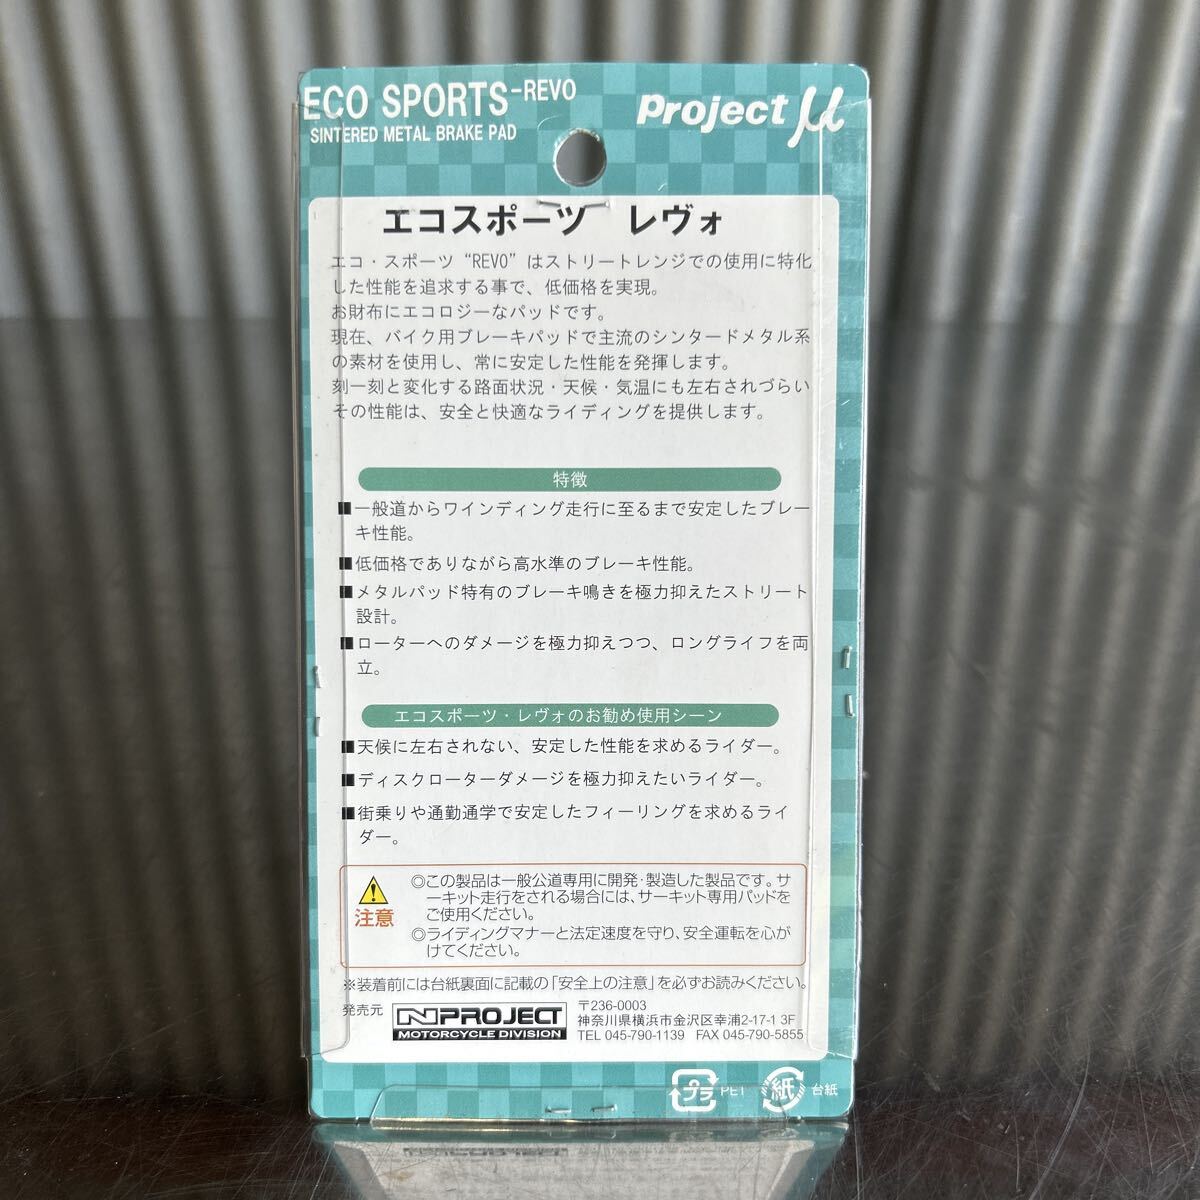 ECO SPORTS-REVO
SINTERED METAL BRAKE PAD
Project μ
エコスポーツ レヴォ
エコ・スポーツ“REVO”はストリートレンジでの使用に特化
した性能を追求する事で、低価格を実現。
お財布にエコロジーなパッドです。
現在、バイク用ブレーキパッドで主流のシンタードメタル系
の素材を使用し、常に安定した性能を発揮します。
刻一刻と変化する路面状況・天候・気温にも左右されづらい
その性能は、安全と快適なライディングを提供します。
特徴
■一般道からワインディング走行に至るまで安定したブレー
キ性能。
■低価格でありながら高水準のブレーキ性能。
■メタルパッド特有のブレーキ鳴きを極力抑えたストリート
設計。
■ローターへのダメージを極力抑えつつ、ロングライフを両
立。
エコスポーツ・レヴォのお勧め使用シーン
■天候に左右されない、安定した性能を求めるライダー。
■ディスクローターダメージを極力抑えたいライダー。
■街乗りや通勤通学で安定したフィーリングを求めるライ
ダー。
注意
◎この製品は一般公道専用に開発・製造した製品です。サ
ーキット走行をされる場合には、サーキット専用パッドを
ご使用ください。
◎ライディングマナーと法定速度を守り、安全運転を心が
けてください。
※装着前には台紙裏面に記載の「安全上の注意」を必ずお読みください。
発売元
N PROJECT
MOTORCYCLE DIVISION
〒236-0003
神奈川県横浜市金沢区幸浦2-17-1 3F
TEL 045-790-1139 FAX 045-790-5855
プラ PET 紙 台紙